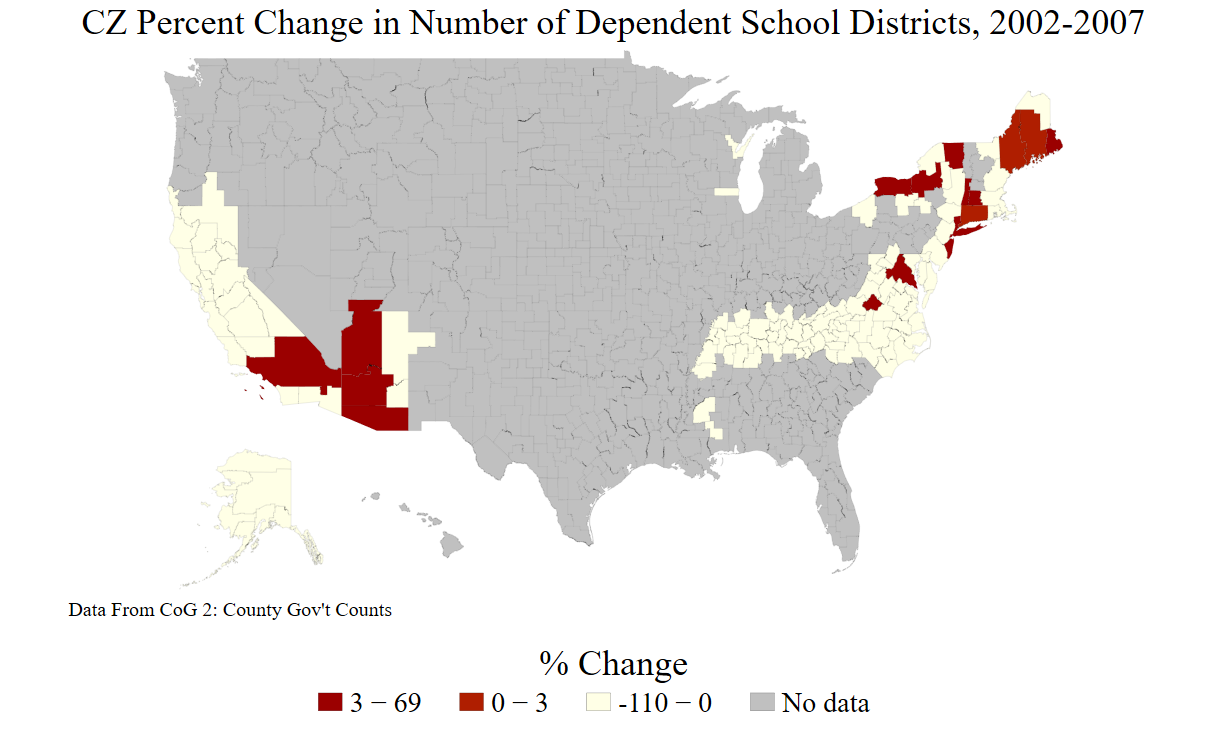 CZ Percent Change in Number of Dependent School Districts, 2002-2007
Data From CoG 2: County Gov't Counts
% Change
3 − 69 0 − 3 -110 − 0 No data